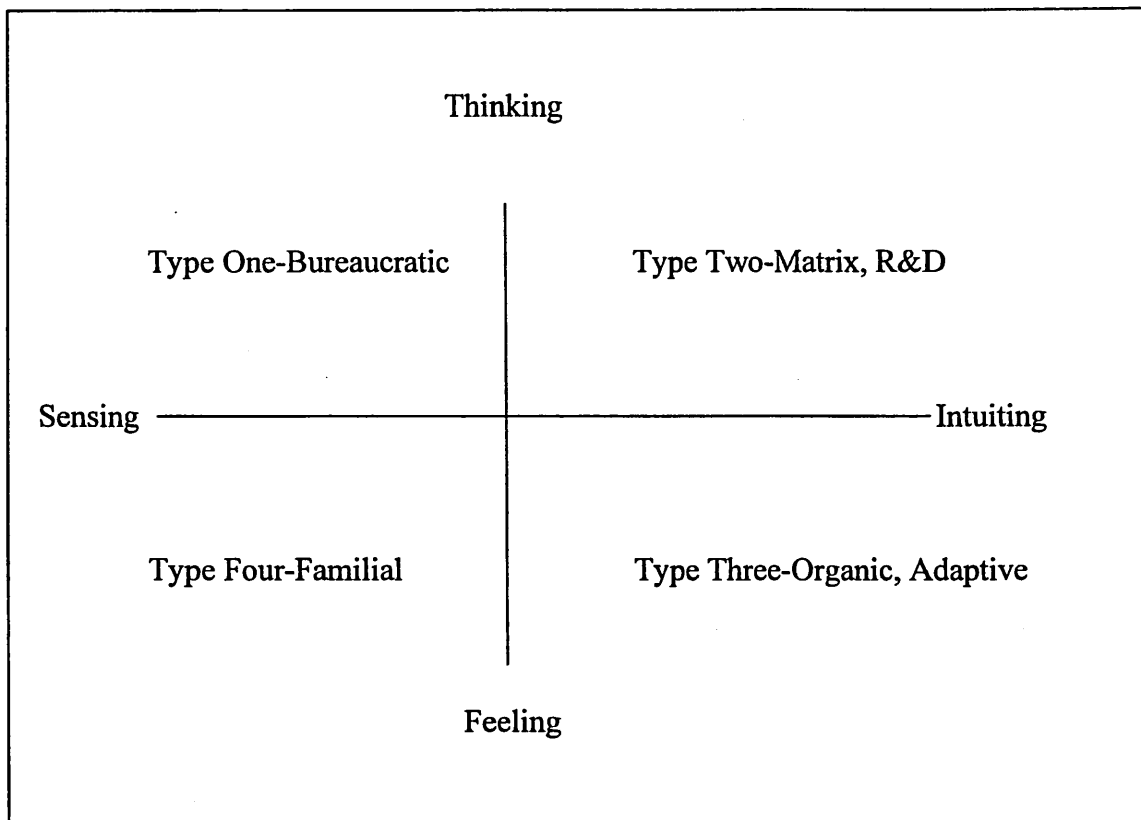 Thinking
Type One-Bureaucratic
Type Two-Matrix, R&D
Sensing
Intuiting
Type Four-Familial
Type Three-Organic, Adaptive
Feeling